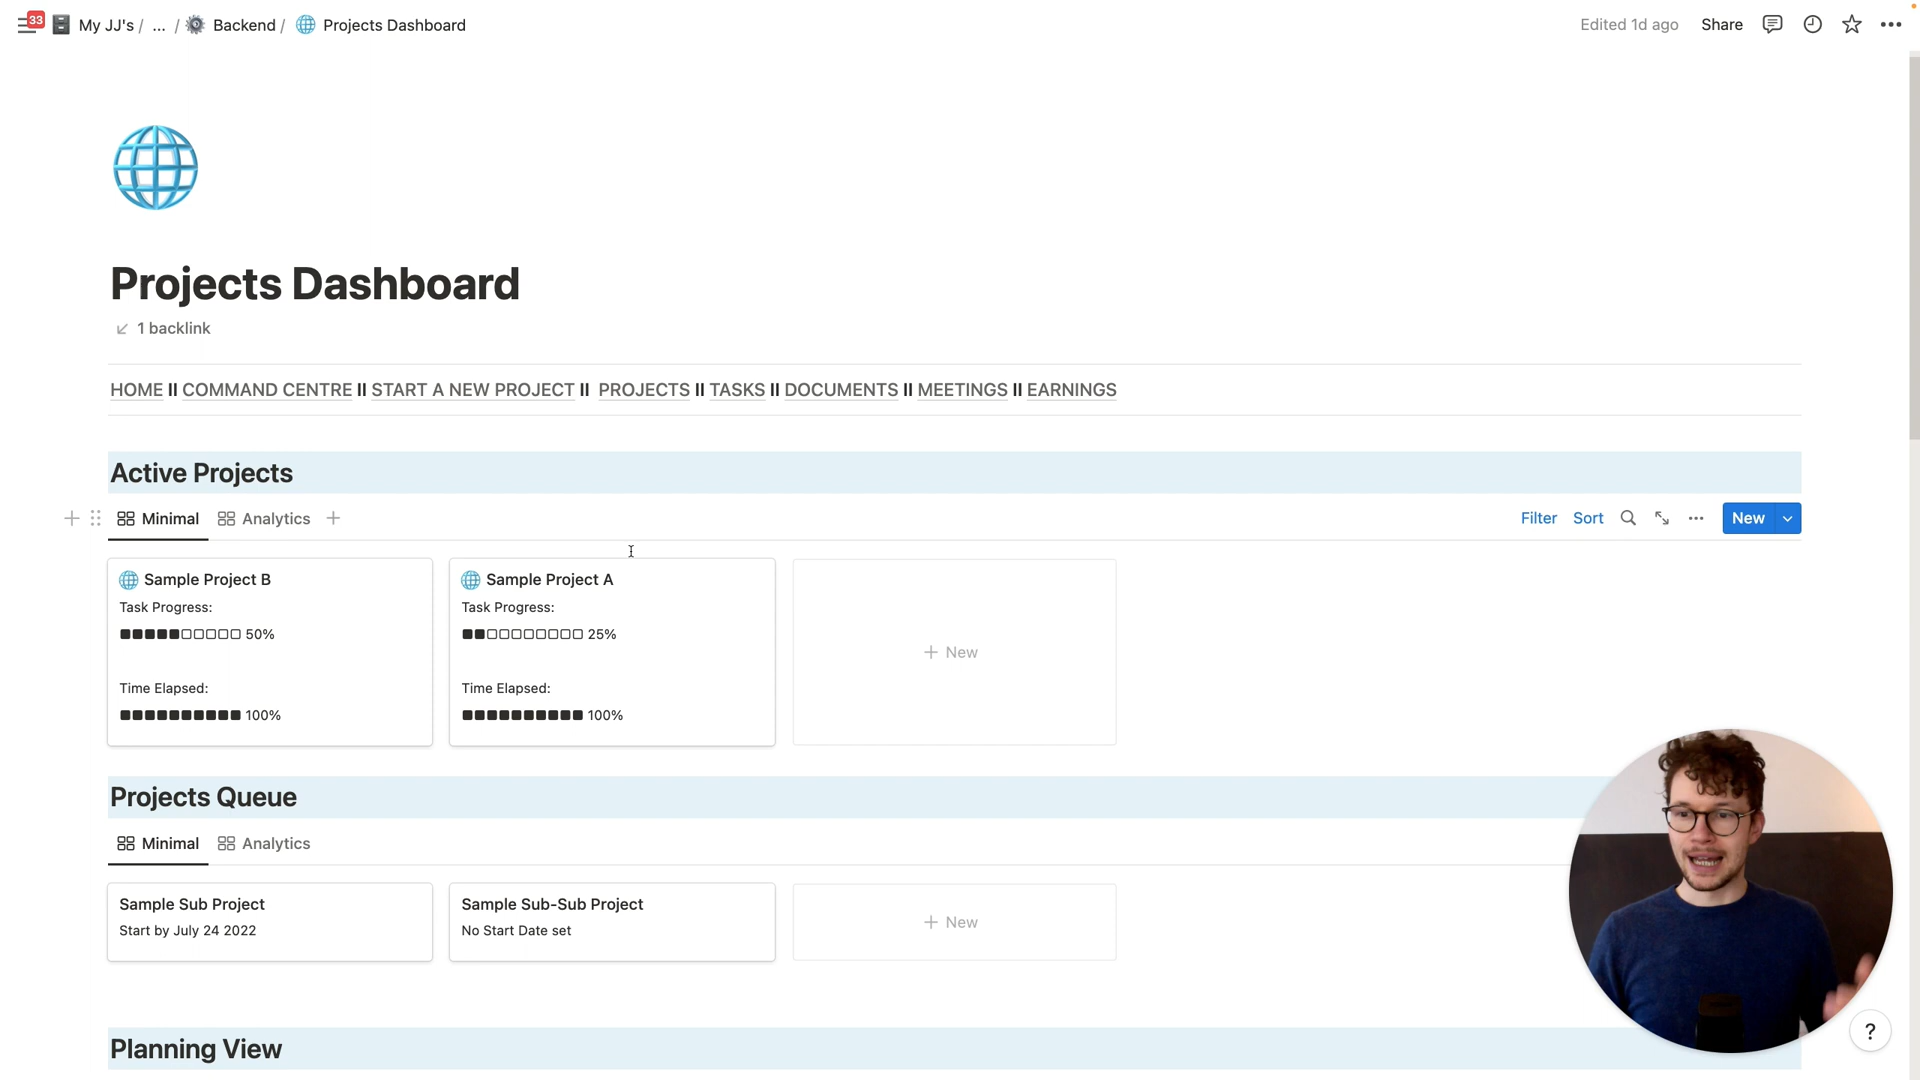 33 My JJ's / ... / Backend / Projects Dashboard Edited 1d ago Share
Projects Dashboard
1 backlink
HOME II COMMAND CENTRE II START A NEW PROJECT II PROJECTS II TASKS II DOCUMENTS II MEETINGS II EARNINGS
Active Projects
Minimal Analytics Filter Sort New
Sample Project B
Task Progress:
■■■■■□□□□□ 50%
Time Elapsed:
■■■■■■■■■■ 100%
Sample Project A
Task Progress:
■■□□□□□□□□ 25%
Time Elapsed:
■■■■■■■■■■ 100%
+ New
Projects Queue
Minimal Analytics
Sample Sub Project
Start by July 24 2022
Sample Sub-Sub Project
No Start Date set
+ New
Planning View
?